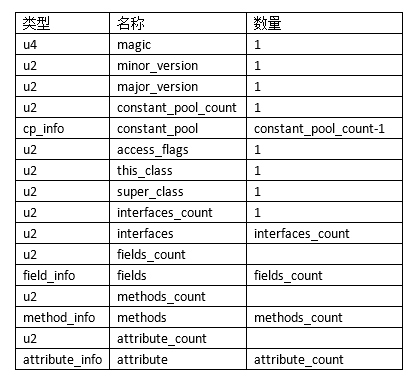 类型 名称 数量
u4 magic 1
u2 minor_version 1
u2 major_version 1
u2 constant_pool_count 1
cp_info constant_pool constant_pool_count-1
u2 access_flags 1
u2 this_class 1
u2 super_class 1
u2 interfaces_count 1
u2 interfaces interfaces_count
u2 fields_count
field_info fields fields_count
u2 methods_count
method_info methods methods_count
u2 attribute_count
attribute_info attribute attribute_count